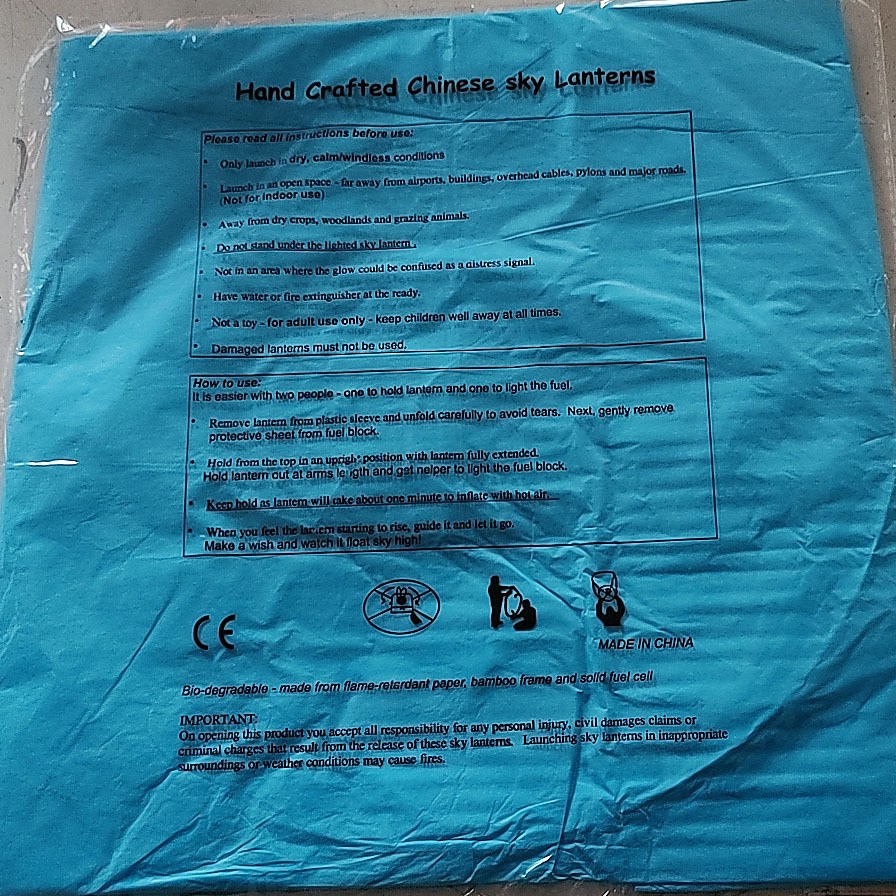 Hand Crafted Chinese sky Lanterns
Please read all instructions before use:
• Only launch in dry, calm/windless conditions
• Launch in an open space - far away from airports, buildings, overhead cables, pylons and major roads.
(Not for indoor use)
• Away from dry crops, woodlands and grazing animals.
• Do not stand under the lighted sky lantern.
• Not in an area where the glow could be confused as a distress signal.
• Have water or fire extinguisher at the ready.
• Not a toy - for adult use only - keep children well away at all times.
• Damaged lanterns must not be used.
How to use:
It is easier with two people - one to hold lantern and one to light the fuel.
• Remove lantern from plastic sleeve and unfold carefully to avoid tears. Next, gently remove
protective sheet from fuel block.
• Hold from the top in an upright position with lantern fully extended.
Hold lantern out at arms length and get helper to light the fuel block.
• Keep hold as lantern will take about one minute to inflate with hot air.
• When you feel the lantern starting to rise, guide it and let it go.
Make a wish and watch it float sky high!
CE
MADE IN CHINA
Bio-degradable - made from flame-retardant paper, bamboo frame and solid fuel cell
IMPORTANT:
On opening this product you accept all responsibility for any personal injury, civil damages claims or
criminal charges that result from the release of these sky lanterns. Launching sky lanterns in inappropriate
surroundings or weather conditions may cause fires.